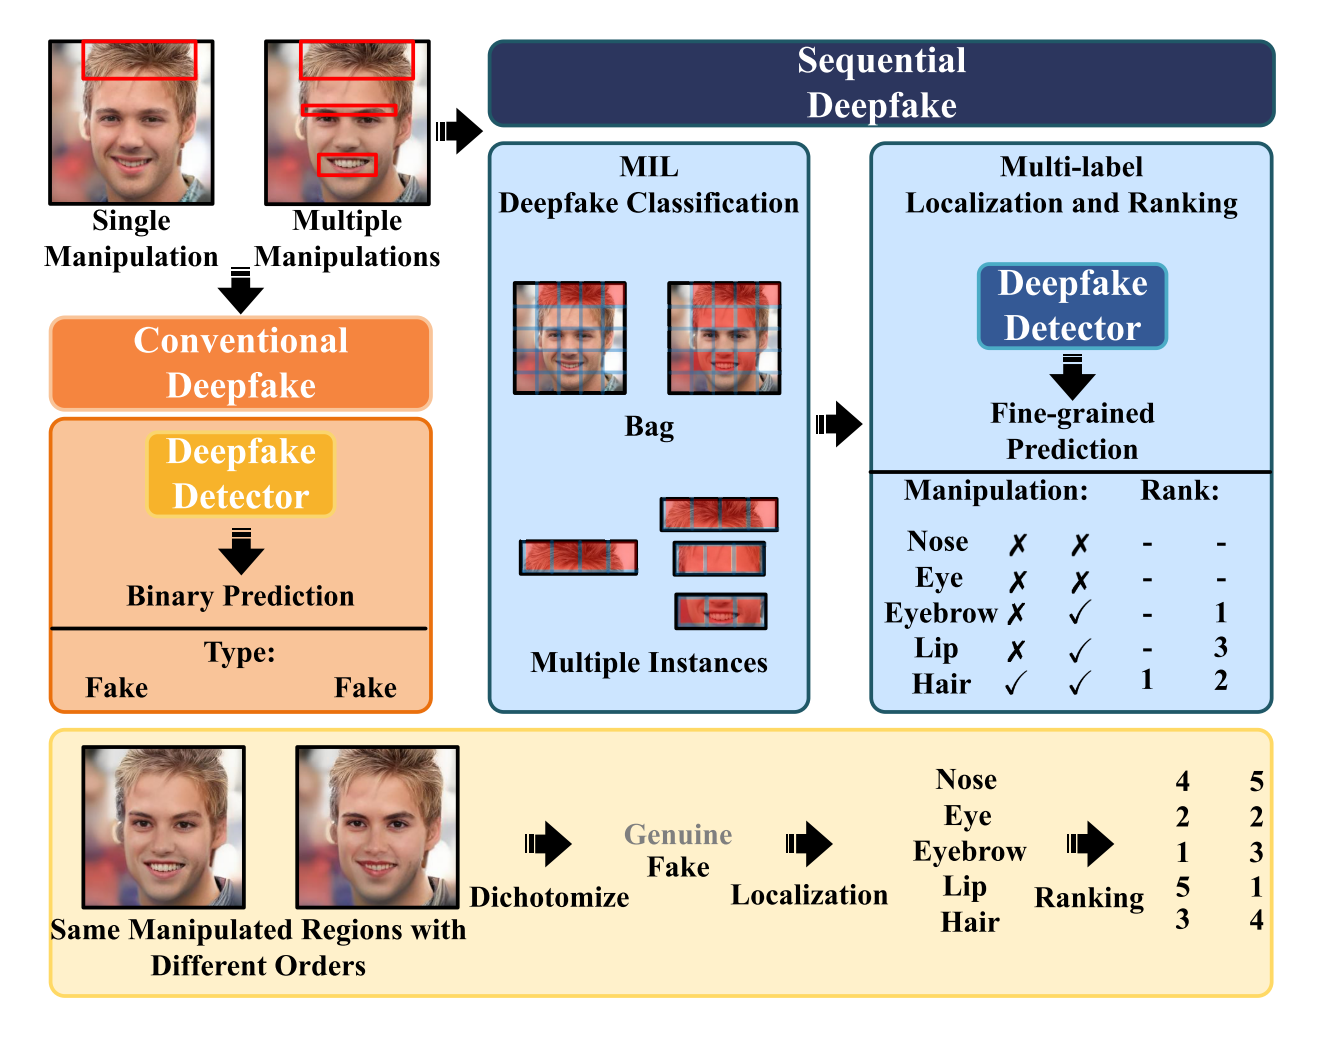 Single
Manipulation
Multiple
Manipulations
Conventional
Deepfake
Deepfake
Detector
Binary Prediction
Type:
Fake Fake
Sequential
Deepfake
MIL
Deepfake Classification
Bag
Multiple Instances
Multi-label
Localization and Ranking
Deepfake
Detector
Fine-grained
Prediction
Manipulation: Rank:
Nose ✗ ✗ - -
Eye ✗ ✗ - -
Eyebrow ✗ ✓ - 1
Lip ✗ ✓ - 3
Hair ✓ ✓ 1 2
Same Manipulated Regions with
Different Orders
Dichotomize
Genuine
Fake
Localization
Nose 4 5
Eye 2 2
Eyebrow 1 3
Lip 5 1
Hair 3 4
Ranking